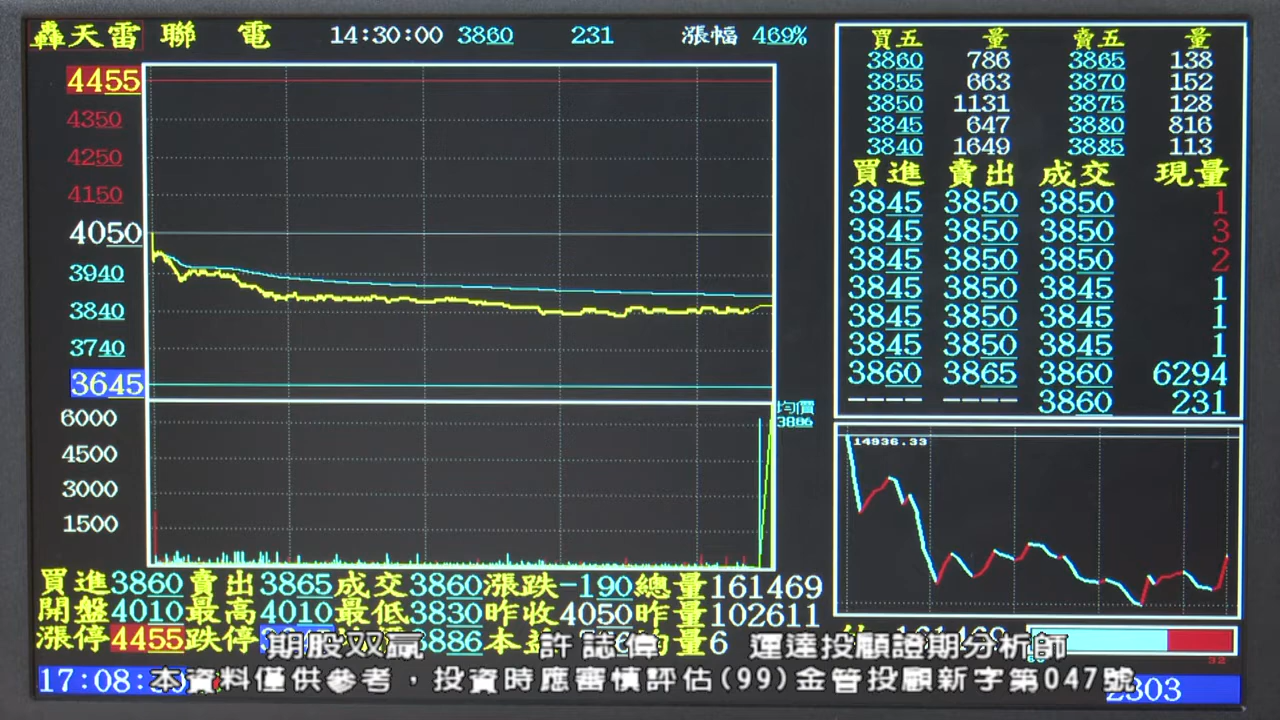 轟天雷 聯 電 14:30:00 3860 231 漲幅 469%
4455
4350
4250
4150
4050
3940
3840
3740
3645
6000
4500
3000
1500
均價
3886
買五 量 賣五 量
3860 786 3865 138
3855 663 3870 152
3850 1131 3875 128
3845 647 3880 816
3840 1649 3885 113
買進 賣出 成交 現量
3845 3850 3850 1
3845 3850 3850 3
3845 3850 3850 2
3845 3850 3845 1
3845 3850 3845 1
3845 3850 3845 1
3860 3865 3860 6294
---- ---- 3860 231
14936.33
買進3860賣出3865成交3860漲跌-190總量161469
開盤4010最高4010最低3830昨收4050昨量102611
漲停4455跌停
期股双贏 許誌偉 運達投顧證期分析師
17:08:
本資料僅供參考，投資時應審慎評估(99)金管投顧新字第047號
2303
32